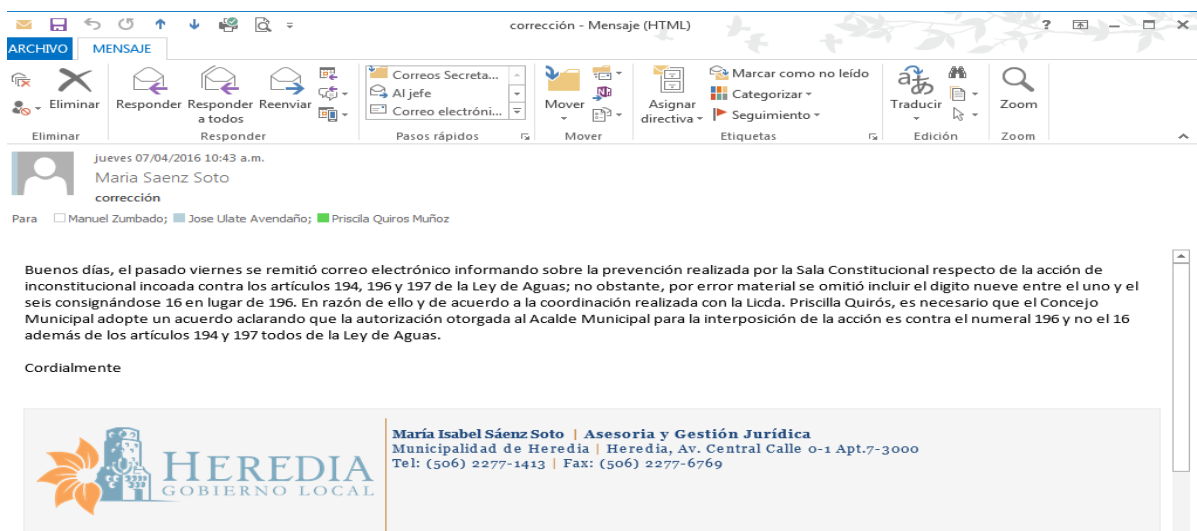 corrección - Mensaje (HTML)
?
ARCHIVO MENSAJE
Eliminar
Responder Responder a todos Reenviar
Correos Secreta...
Al jefe
Correo electróni...
Mover
Asignar directiva
Marcar como no leído
Categorizar
Seguimiento
Traducir
Zoom
Eliminar Responder Pasos rápidos Mover Etiquetas Edición Zoom
jueves 07/04/2016 10:43 a.m.
Maria Saenz Soto
corrección
Para Manuel Zumbado; Jose Ulate Avendaño; Priscila Quiros Muñoz
Buenos días, el pasado viernes se remitió correo electrónico informando sobre la prevención realizada por la Sala Constitucional respecto de la acción de
inconstitucional incoada contra los artículos 194, 196 y 197 de la Ley de Aguas; no obstante, por error material se omitió incluir el digito nueve entre el uno y el
seis consignándose 16 en lugar de 196. En razón de ello y de acuerdo a la coordinación realizada con la Licda. Priscilla Quirós, es necesario que el Concejo
Municipal adopte un acuerdo aclarando que la autorización otorgada al Acalde Municipal para la interposición de la acción es contra el numeral 196 y no el 16
además de los artículos 194 y 197 todos de la Ley de Aguas.
Cordialmente
HEREDIA
GOBIERNO LOCAL
María Isabel Sáenz Soto | Asesoria y Gestión Jurídica
Municipalidad de Heredia | Heredia, Av. Central Calle 0-1 Apt.7-3000
Tel: (506) 2277-1413 | Fax: (506) 2277-6769